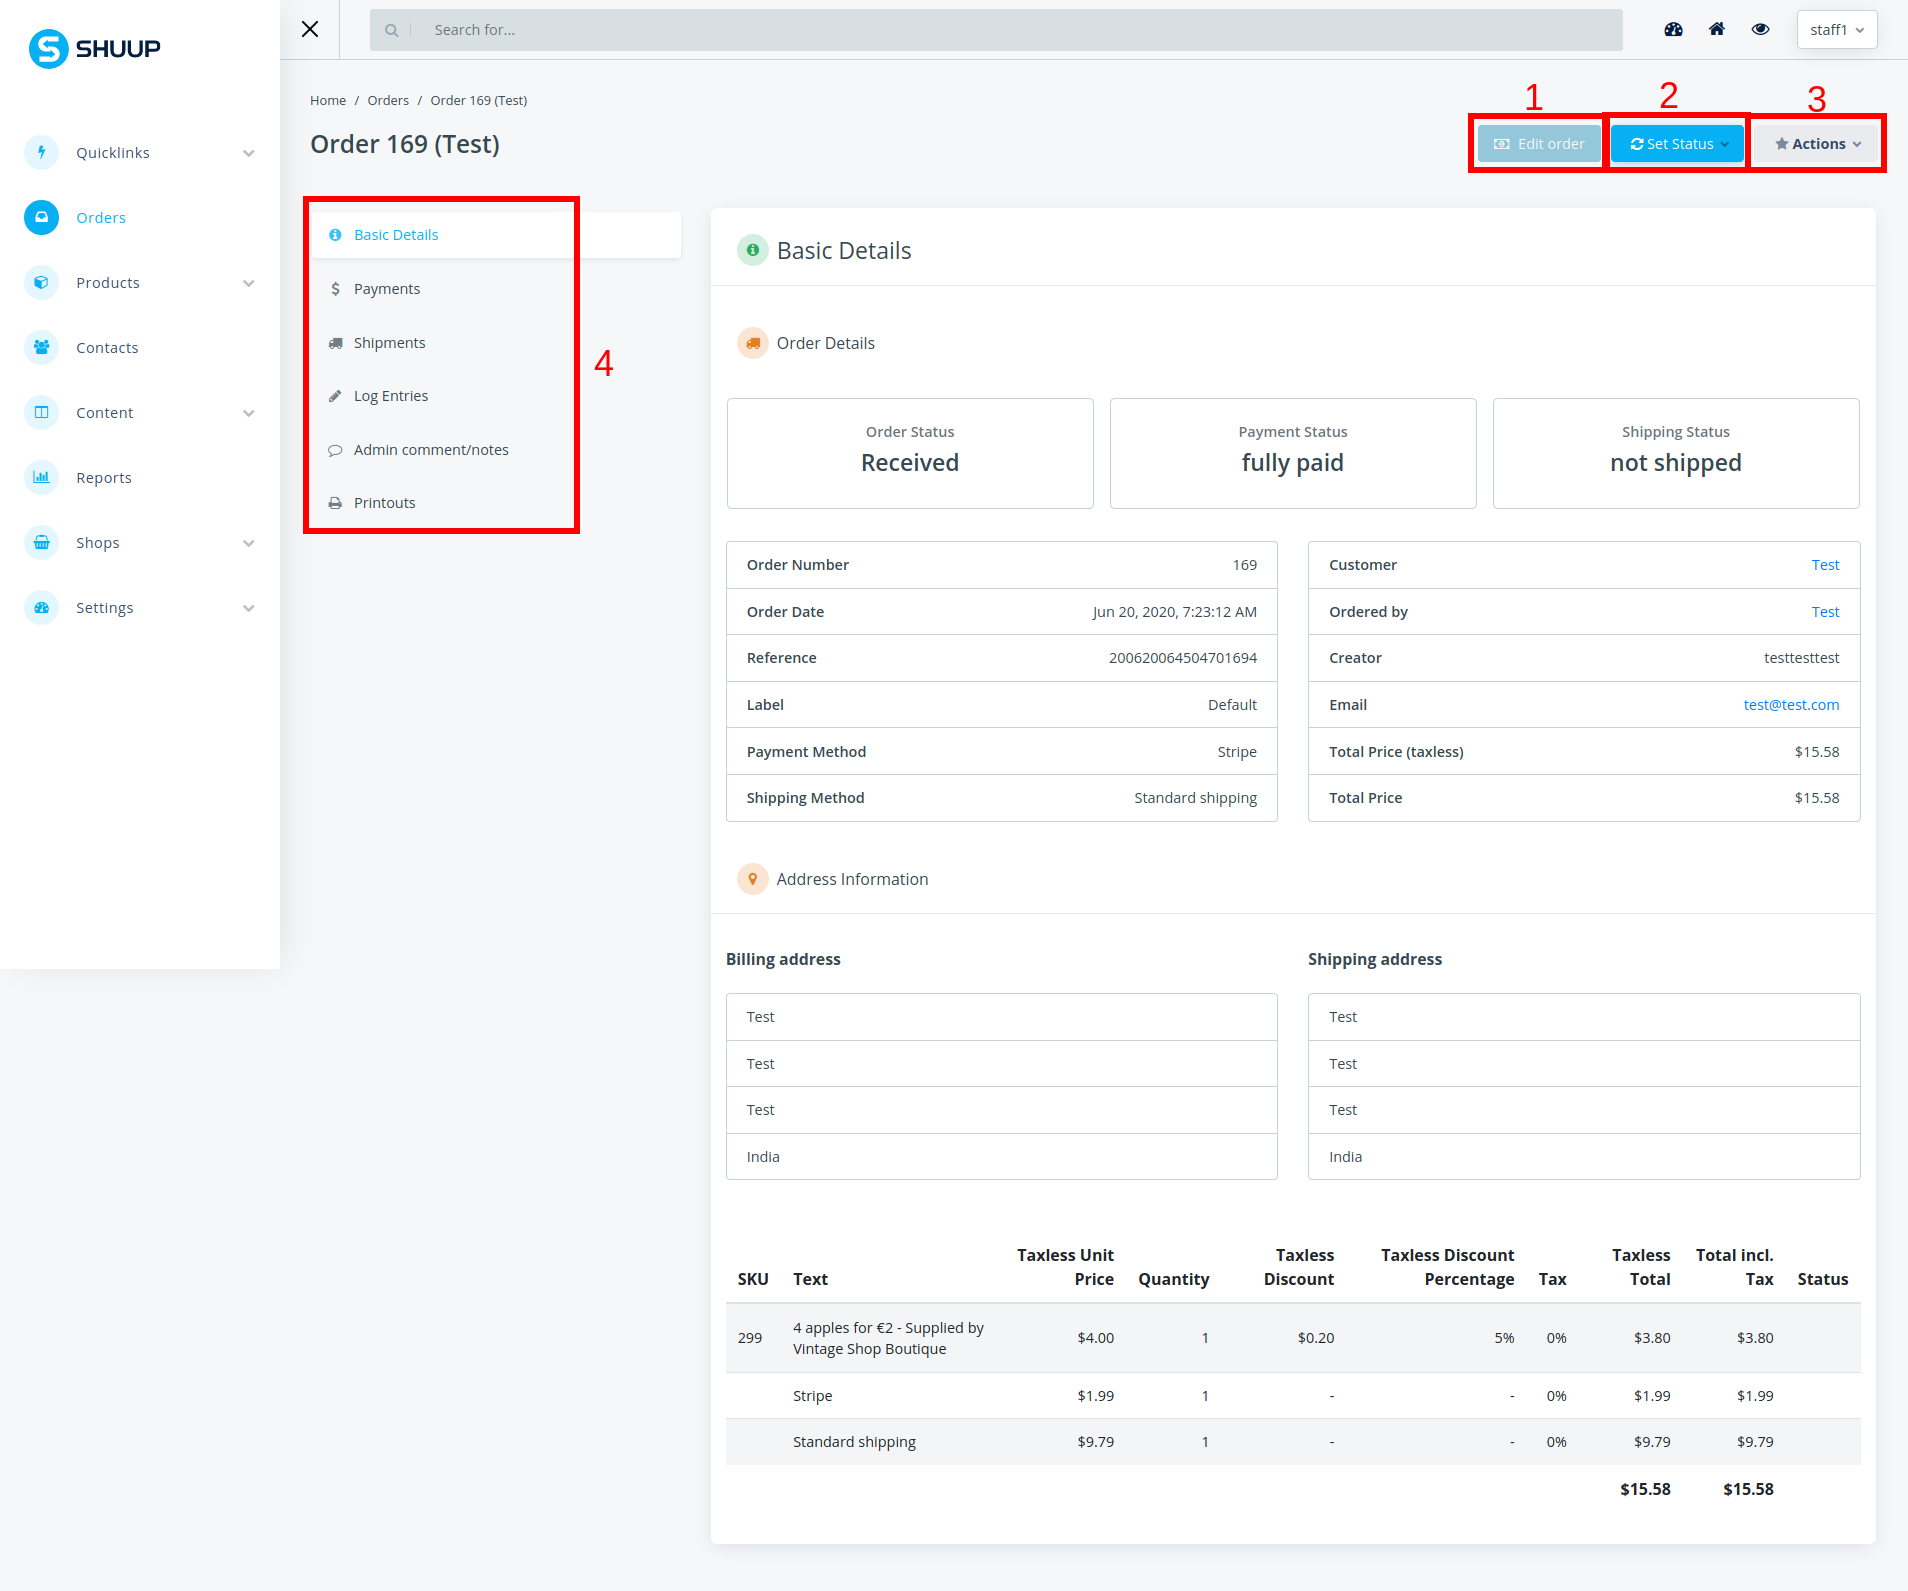 SHUUP
Search for...
staff1
Quicklinks
Orders
Products
Contacts
Content
Reports
Shops
Settings
Home / Orders / Order 169 (Test)
Order 169 (Test)
1
2
3
Edit order
Set Status
Actions
Basic Details
Payments
Shipments
Log Entries
Admin comment/notes
Printouts
4
Basic Details
Order Details
Order Status
Received
Payment Status
fully paid
Shipping Status
not shipped
Order Number 169
Order Date Jun 20, 2020, 7:23:12 AM
Reference 200620064504701694
Label Default
Payment Method Stripe
Shipping Method Standard shipping
Customer Test
Ordered by Test
Creator testtesttest
Email test@test.com
Total Price (taxless) $15.58
Total Price $15.58
Address Information
Billing address
Test
Test
Test
India
Shipping address
Test
Test
Test
India
SKU Text Taxless Unit Price Quantity Taxless Discount Taxless Discount Percentage Tax Taxless Total Total incl. Tax Status
299 4 apples for €2 - Supplied by Vintage Shop Boutique $4.00 1 $0.20 5% 0% $3.80 $3.80
Stripe $1.99 1 - - 0% $1.99 $1.99
Standard shipping $9.79 1 - - 0% $9.79 $9.79
$15.58 $15.58